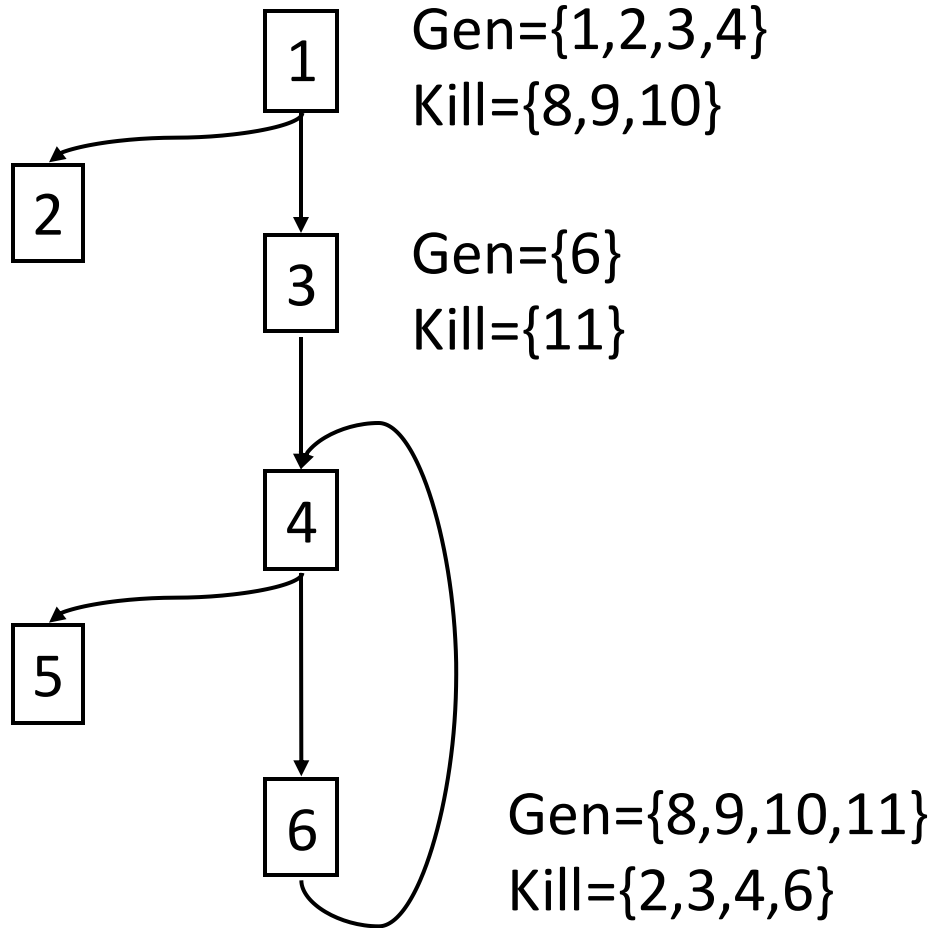 1
Gen={1,2,3,4}
Kill={8,9,10}
2
3
Gen={6}
Kill={11}
4
5
6
Gen={8,9,10,11}
Kill={2,3,4,6}